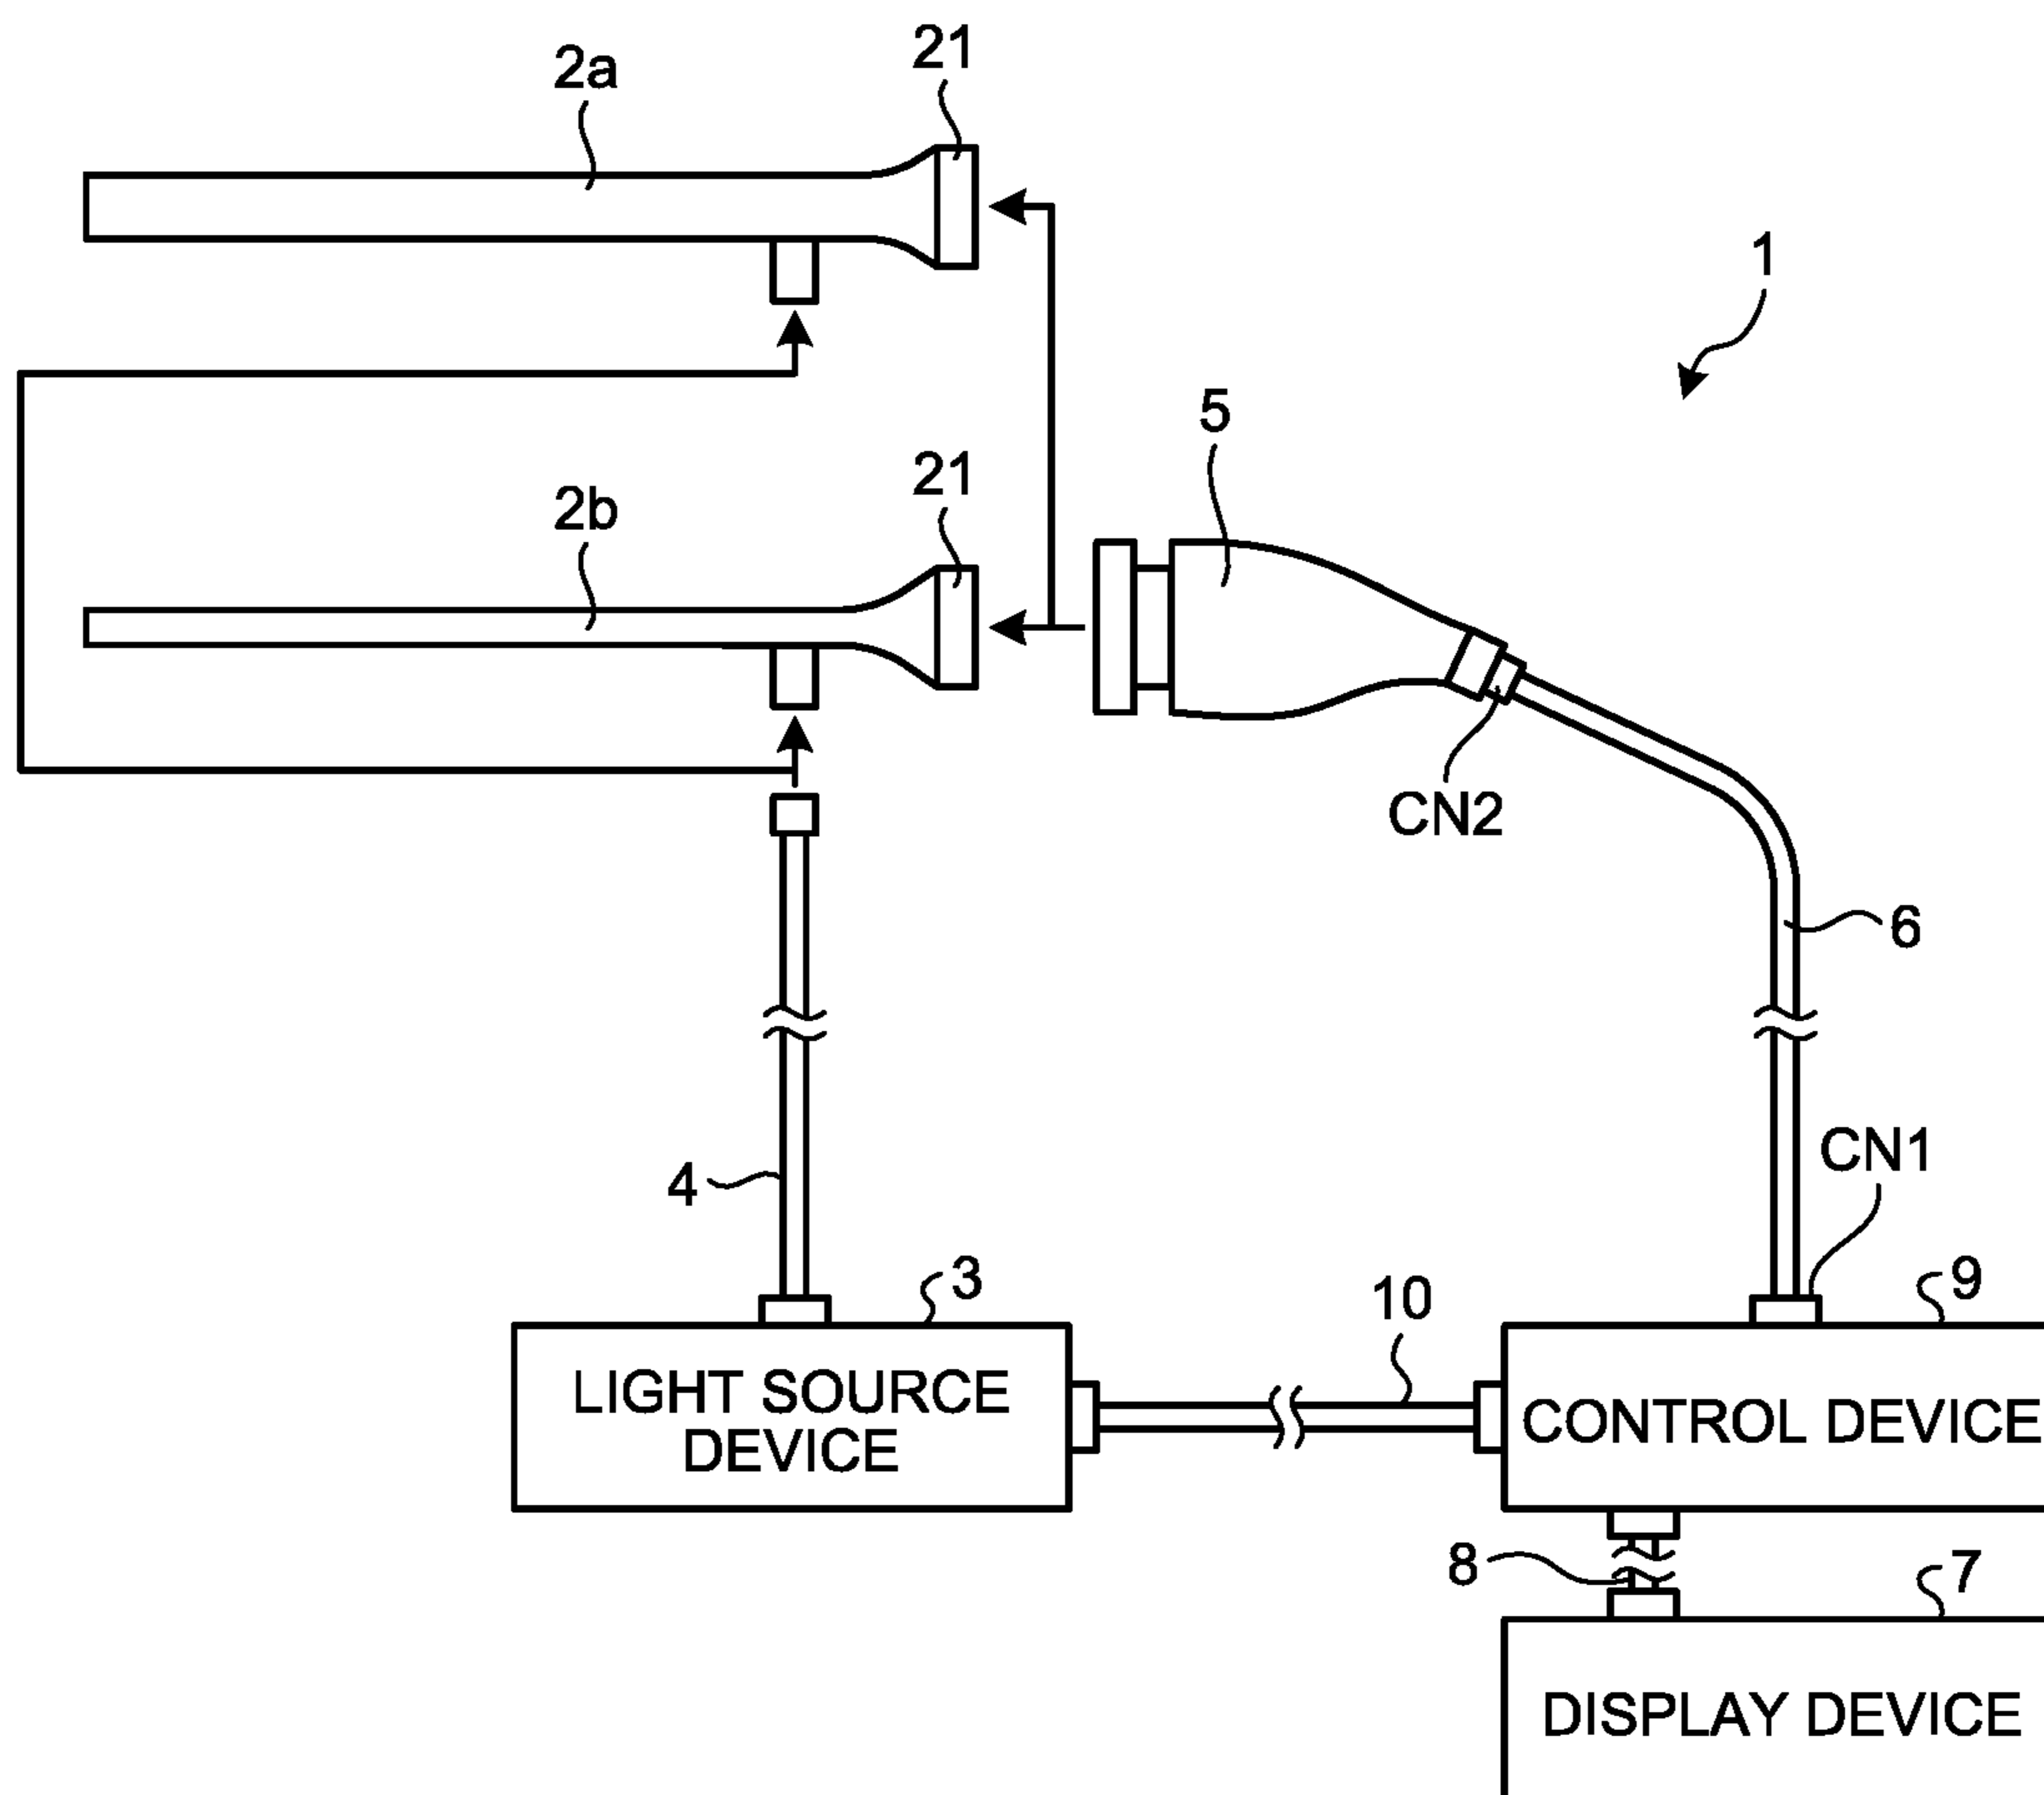 21
2a
1
5
21
2b
CN2
6
CN1
4
3
10
9
LIGHT SOURCE
DEVICE
CONTROL DEVICE
8
7
DISPLAY DEVICE